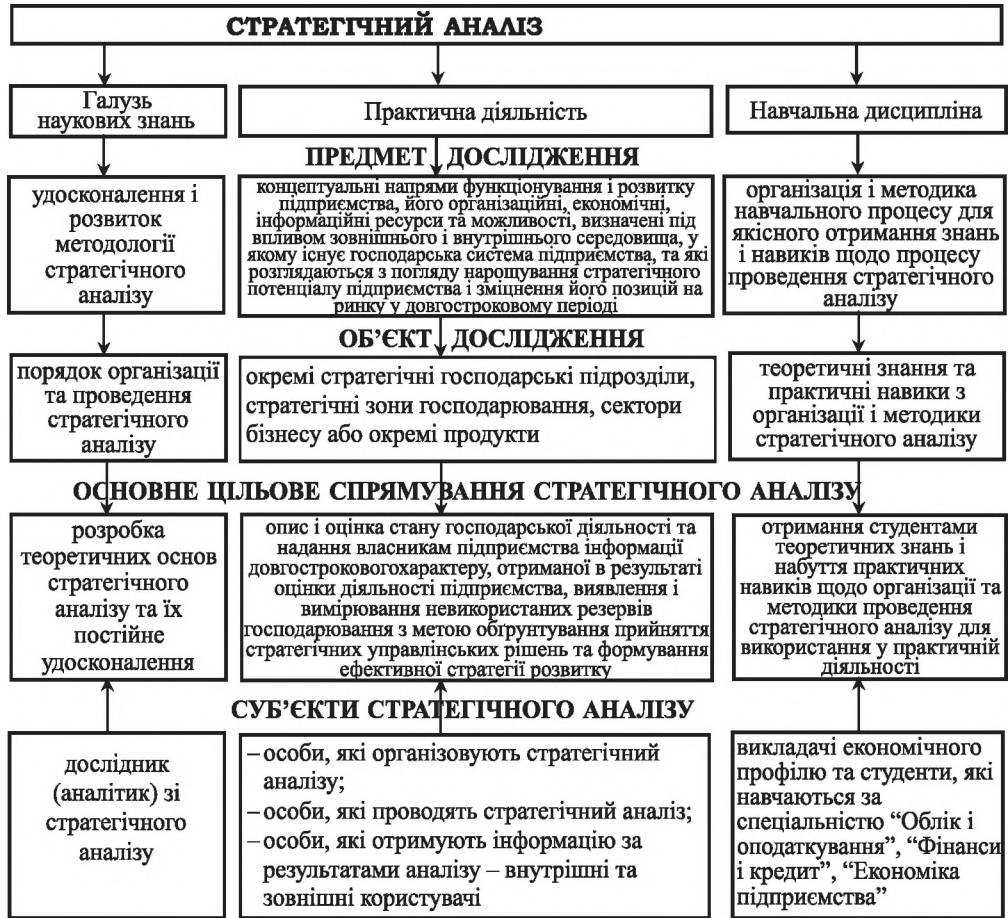 СТРАТЕГІЧНИЙ АНАЛІЗ
Галузь
наукових знань
Практична діяльність
Навчальна дисципліна
ПРЕДМЕТ ДОСЛІДЖЕННЯ
удосконалення і
розвиток
методології
стратегічного
аналізу
концептуальні напрями функціонування і розвитку
підприємства, його організаційні, економічні,
інформаційні ресурси та можливості, визначені під
впливом зовнішнього і внутрішнього середовища, у
якому існує господарська система підприємства, та які
розглядаються з погляду нарощування стратегічного
потенціалу підприємства і зміцнення його позицій на
ринку у довгостроковому періоді
організація і методика
навчального процесу для
якісного отримання знань
і навиків щодо процесу
проведення стратегічного
аналізу
ОБ’ЄКТ ДОСЛІДЖЕННЯ
порядок організації
та проведення
стратегічного
аналізу
окремі стратегічні господарські підрозділи,
стратегічні зони господарювання, сектори
бізнесу або окремі продукти
теоретичні знання та
практичні навики з
організації і методики
стратегічного аналізу
ОСНОВНЕ ЦІЛЬОВЕ СПРЯМУВАННЯ СТРАТЕГІЧНОГО АНАЛІЗУ
розробка
теоретичних основ
стратегічного
аналізу та їх
постійне
удосконалення
опис і оцінка стану господарської діяльності та
надання власникам підприємства інформації
довгостроковогохарактеру, отриманої в результаті
оцінки діяльності підприємства, виявлення і
вимірювання невикористаних резервів
господарювання з метою обґрунтування прийняття
стратегічних управлінських рішень та формування
ефективної стратегії розвитку
отримання студентами
теоретичних знань і
набуття практичних
навиків щодо організації та
методики проведення
стратегічного аналізу для
використання у практичній
діяльності
СУБ’ЄКТИ СТРАТЕГІЧНОГО АНАЛІЗУ
дослідник
(аналітик) зі
стратегічного
аналізу
– особи, які організовують стратегічний
аналізу;
– особи, які проводять стратегічний аналіз;
– особи, які отримують інформацію за
результатами аналізу – внутрішні та
зовнішні користувачі
викладачі економічного
профілю та студенти, які
навчаються за
спеціальністю “Облік і
оподаткування”, “Фінанси
і кредит”, “Економіка
підприємства”